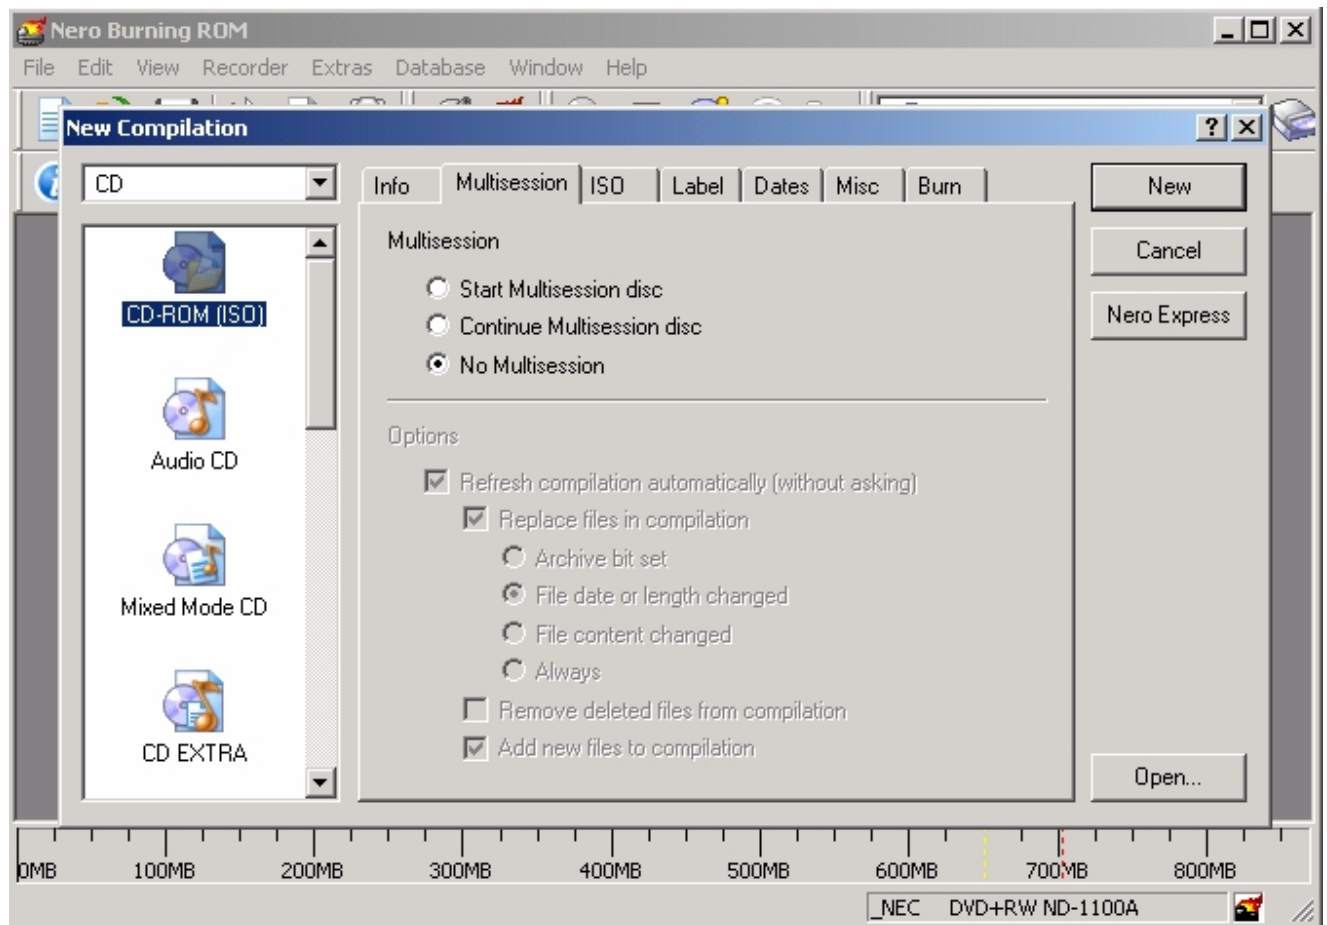 Nero Burning ROM
File Edit View Recorder Extras Database Window Help
New Compilation
CD
Info Multisession ISO Label Dates Misc Burn
New
Cancel
Nero Express
CD-ROM (ISO)
Audio CD
Mixed Mode CD
CD EXTRA
Multisession
Start Multisession disc
Continue Multisession disc
No Multisession
Options
Refresh compilation automatically (without asking)
Replace files in compilation
Archive bit set
File date or length changed
File content changed
Always
Remove deleted files from compilation
Add new files to compilation
Open...
0MB 100MB 200MB 300MB 400MB 500MB 600MB 700MB 800MB
_NEC DVD+RW ND-1100A